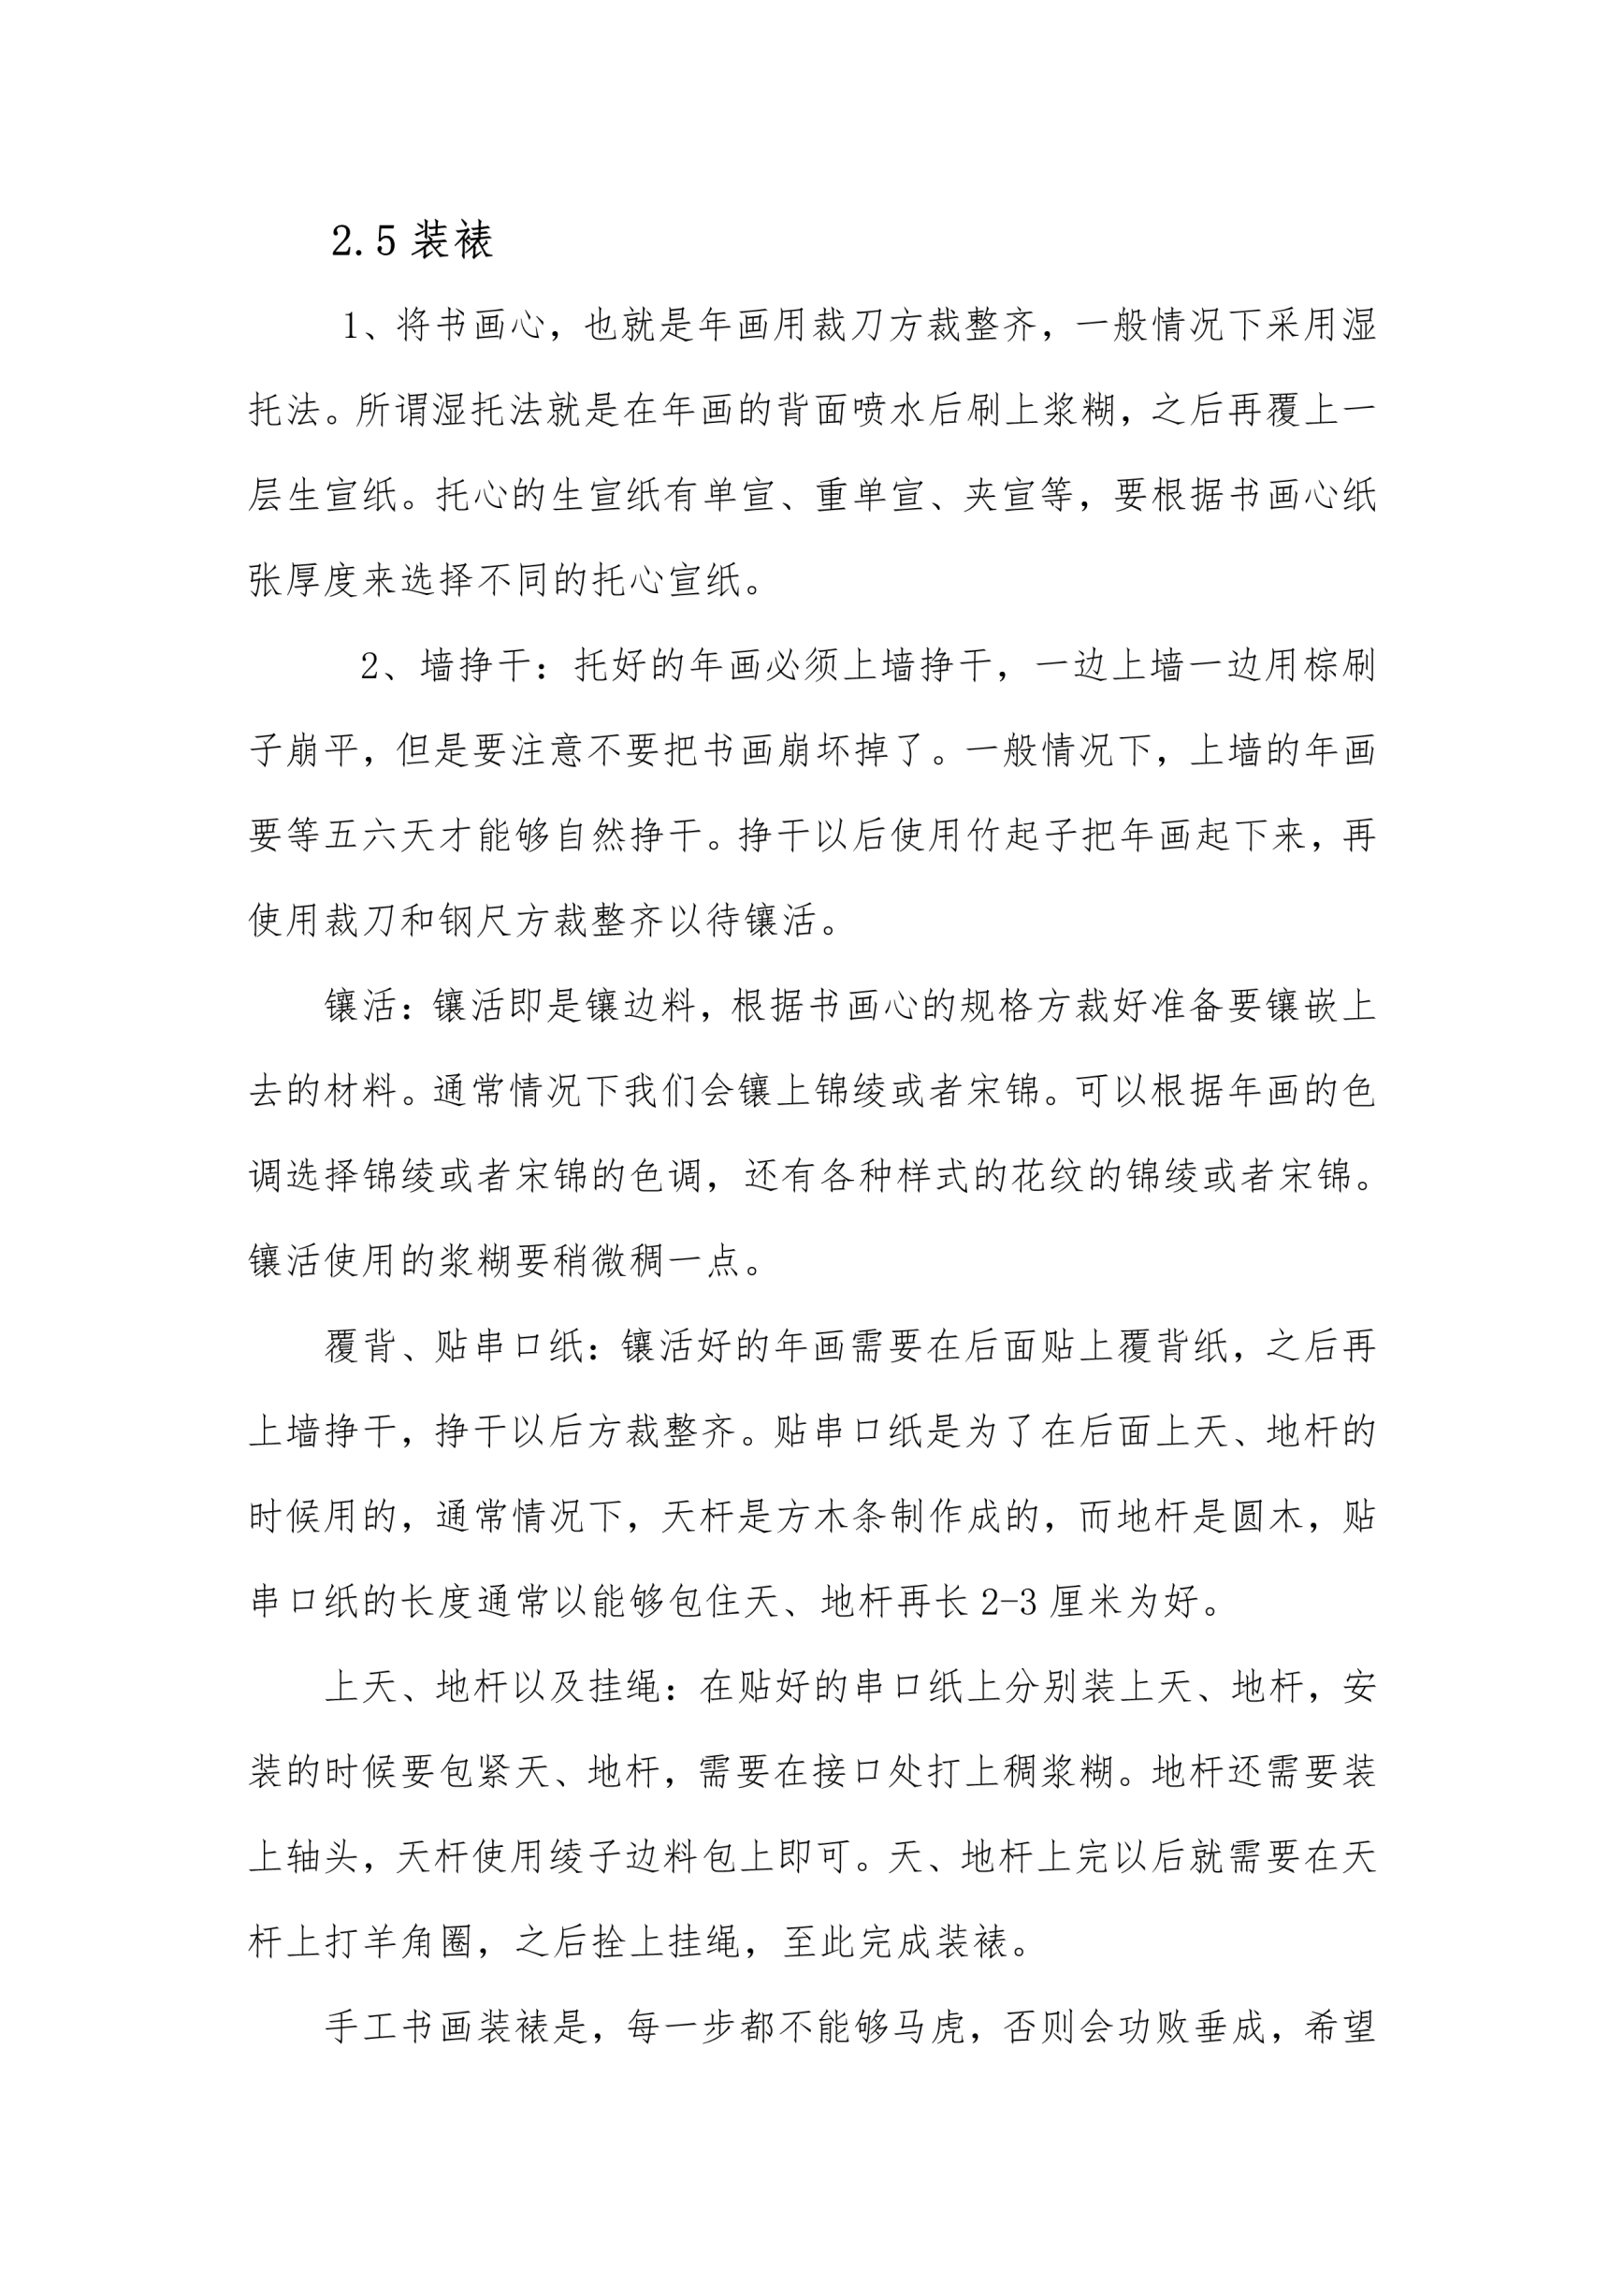 2.5 装裱
1、将书画心，也就是年画用裁刀方裁整齐，一般情况下采用湿
托法。所谓湿托法就是在年画的背面喷水后刷上浆糊，之后再覆上一
层生宣纸。托心的生宣纸有单宣、重单宣、夹宣等，要根据书画心纸
张厚度来选择不同的托心宣纸。
2、墙挣干：托好的年画必须上墙挣干，一边上墙一边用棕刷
子崩平，但是要注意不要把书画崩坏掉了。一般情况下，上墙的年画
要等五六天才能够自然挣干。挣干以后使用竹起子把年画起下来，再
使用裁刀和钢尺方裁整齐以待镶活。
镶活：镶活即是镶边料，根据书画心的规格方裁好准备要镶嵌上
去的材料。通常情况下我们会镶上锦绫或者宋锦。可以根据年画的色
调选择锦绫或者宋锦的色调，还有各种样式的花纹的锦绫或者宋锦。
镶活使用的浆糊要稍微稠一点。
覆背、贴串口纸：镶活好的年画需要在后面贴上覆背纸，之后再
上墙挣干，挣干以后方裁整齐。贴串口纸是为了在后面上天、地杆的
时候用的，通常情况下，天杆是方木条制作成的，而地杆是圆木，贴
串口纸的长度通常以能够包住天、地杆再长 2-3 厘米为好。
上天、地杆以及挂绳：在贴好的串口纸上分别装上天、地杆，安
装的时候要包紧天、地杆，需要在接口处打上稠浆糊。地杆还需要装
上轴头，天杆使用绫子边料包上即可。天、地杆上完以后就需要在天
杆上打羊角圈，之后拴上挂绳，至此完成装裱。
手工书画装裱是，每一步都不能够马虎，否则会功败垂成，希望